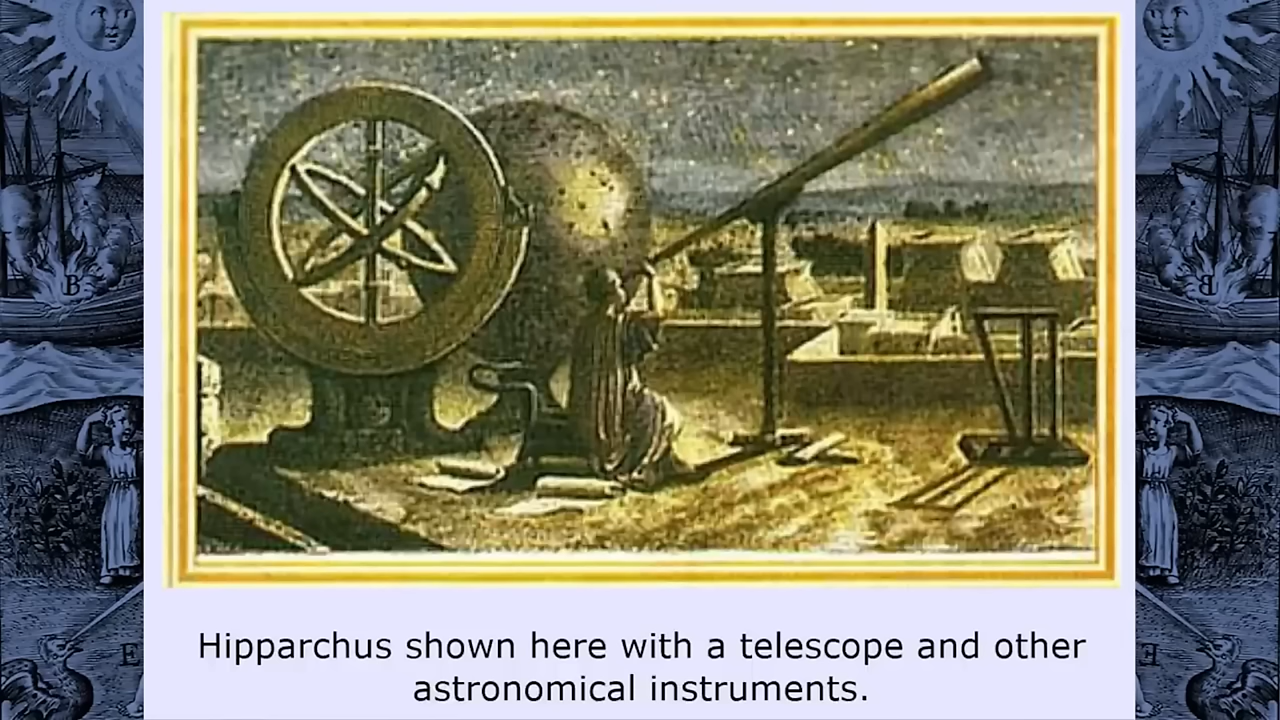 B
B
Hipparchus shown here with a telescope and other
astronomical instruments.
E
E